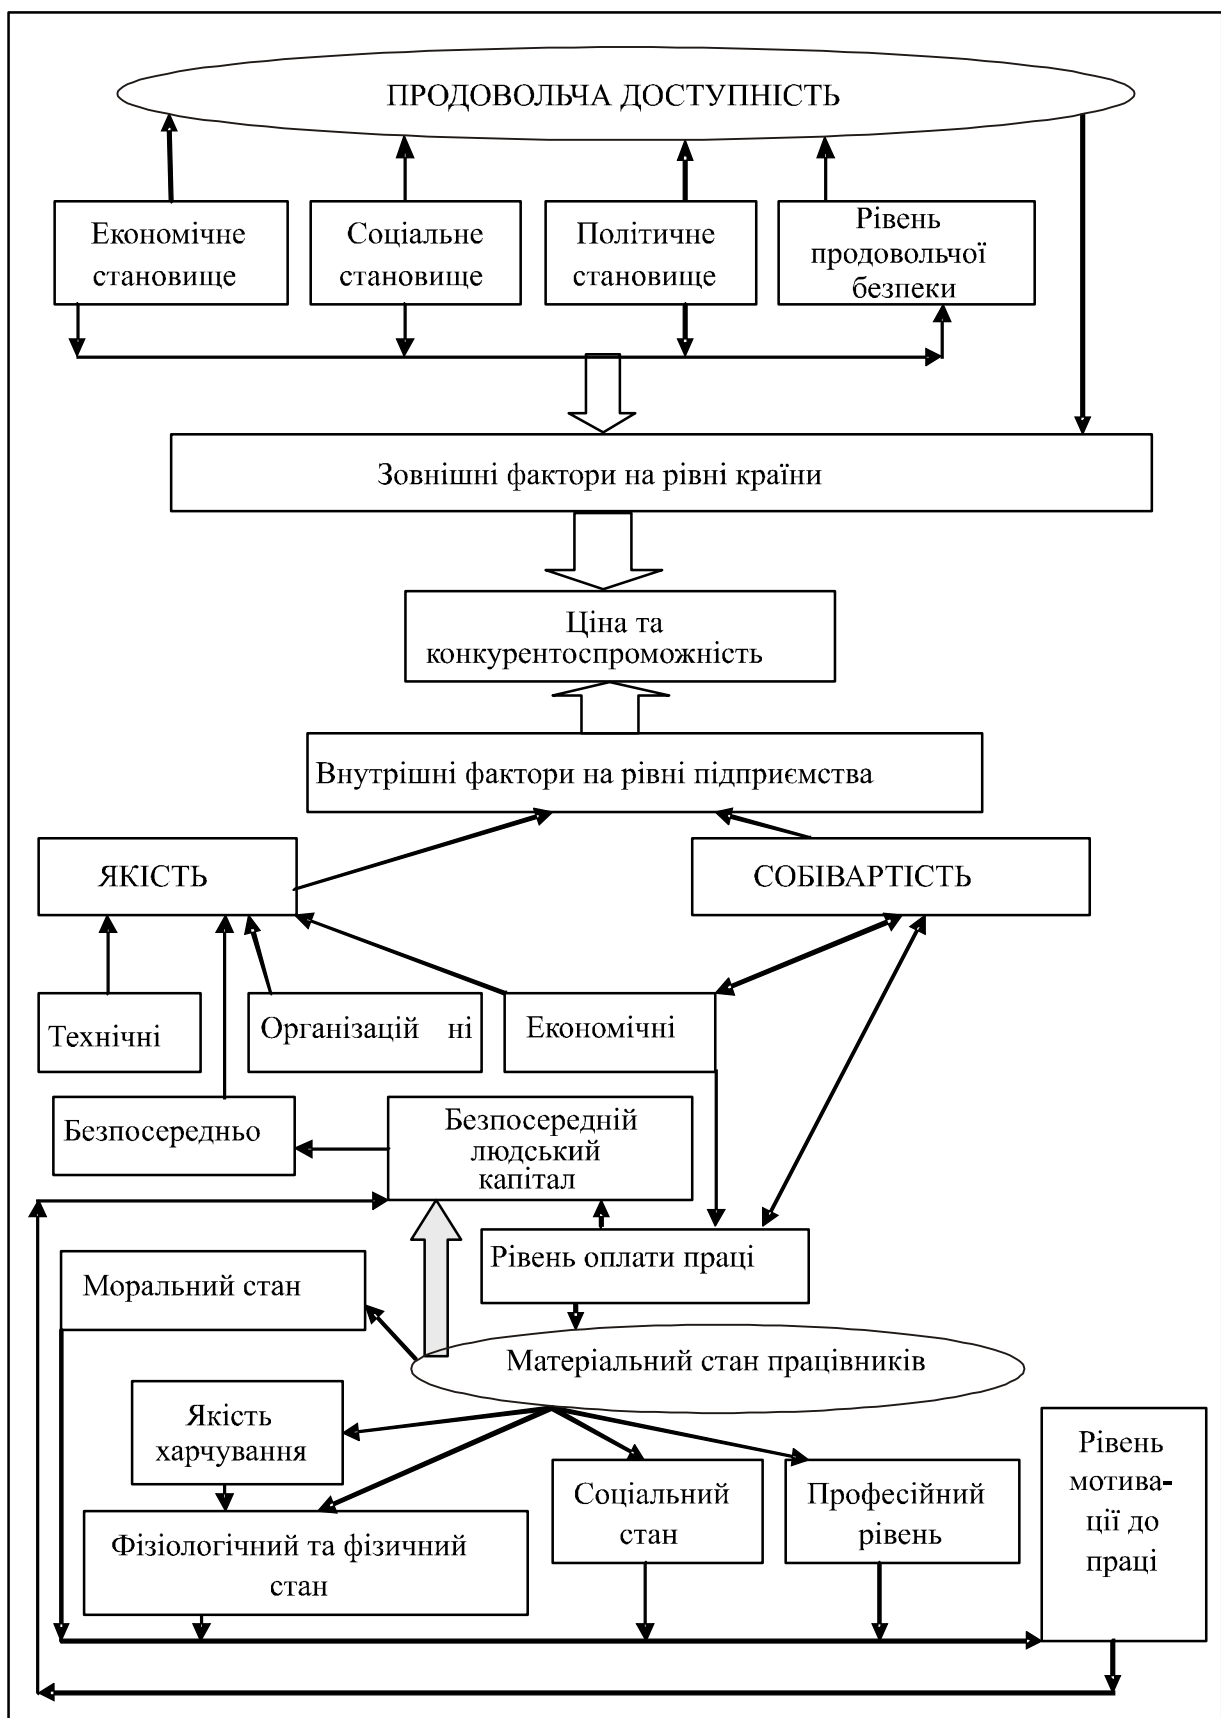 ПРОДОВОЛЬЧА ДОСТУПНІСТЬ
Економічне
становище
Соціальне
становище
Політичне
становище
Рівень
продовольчої
безпеки
Зовнішні фактори на рівні країни
Ціна та
конкурентоспроможність
Внутрішні фактори на рівні підприємства
ЯКІСТЬ
СОБІВАРТІСТЬ
Технічні
Організацій ні
Економічні
Безпосередньо
Безпосередній
людський
капітал
Рівень оплати праці
Моральний стан
Матеріальний стан працівників
Якість
харчування
Фізіологічний та фізичний
стан
Соціальний
стан
Професійний
рівень
Рівень
мотива-
ції до
праці